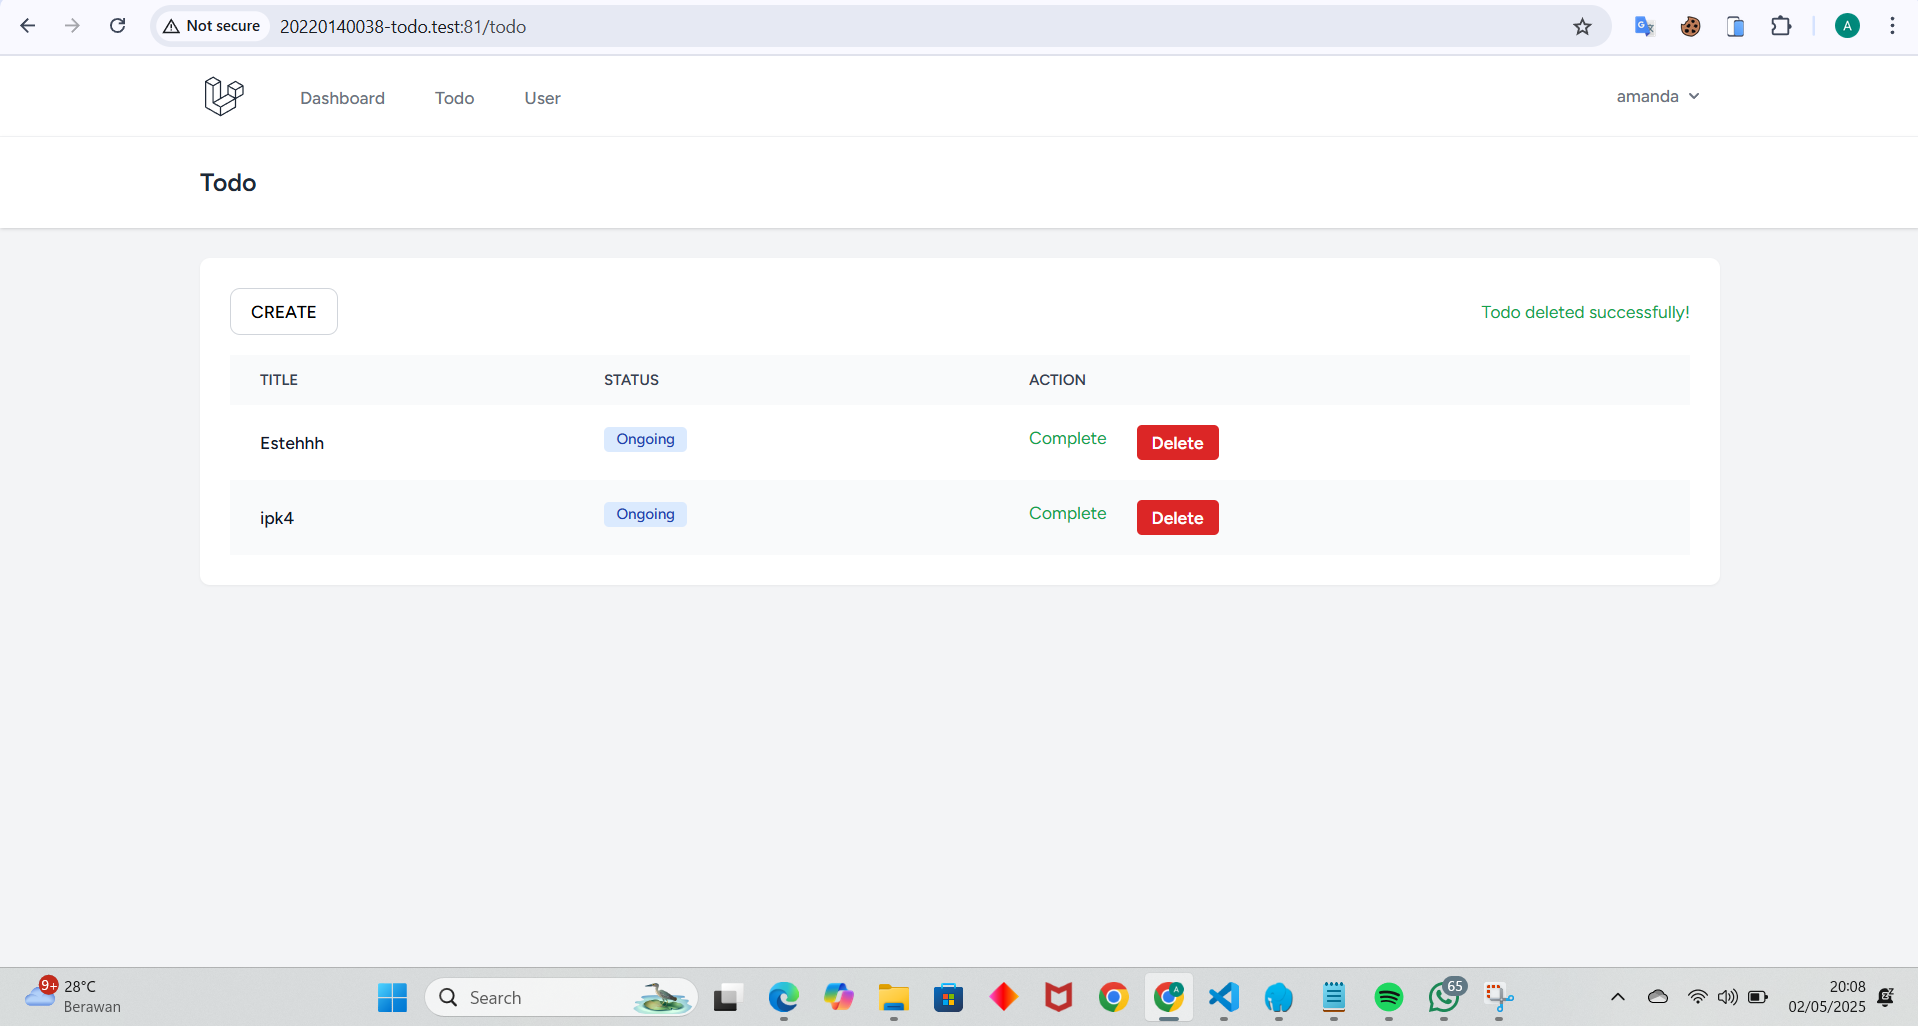 Not secure 20220140038-todo.test:81/todo
A
Dashboard Todo User amanda
Todo
CREATE Todo deleted successfully!
TITLE STATUS ACTION
Estehhh Ongoing Complete Delete
ipk4 Ongoing Complete Delete
9+ 28°C
Berawan
Search
A
65
20:08
02/05/2025